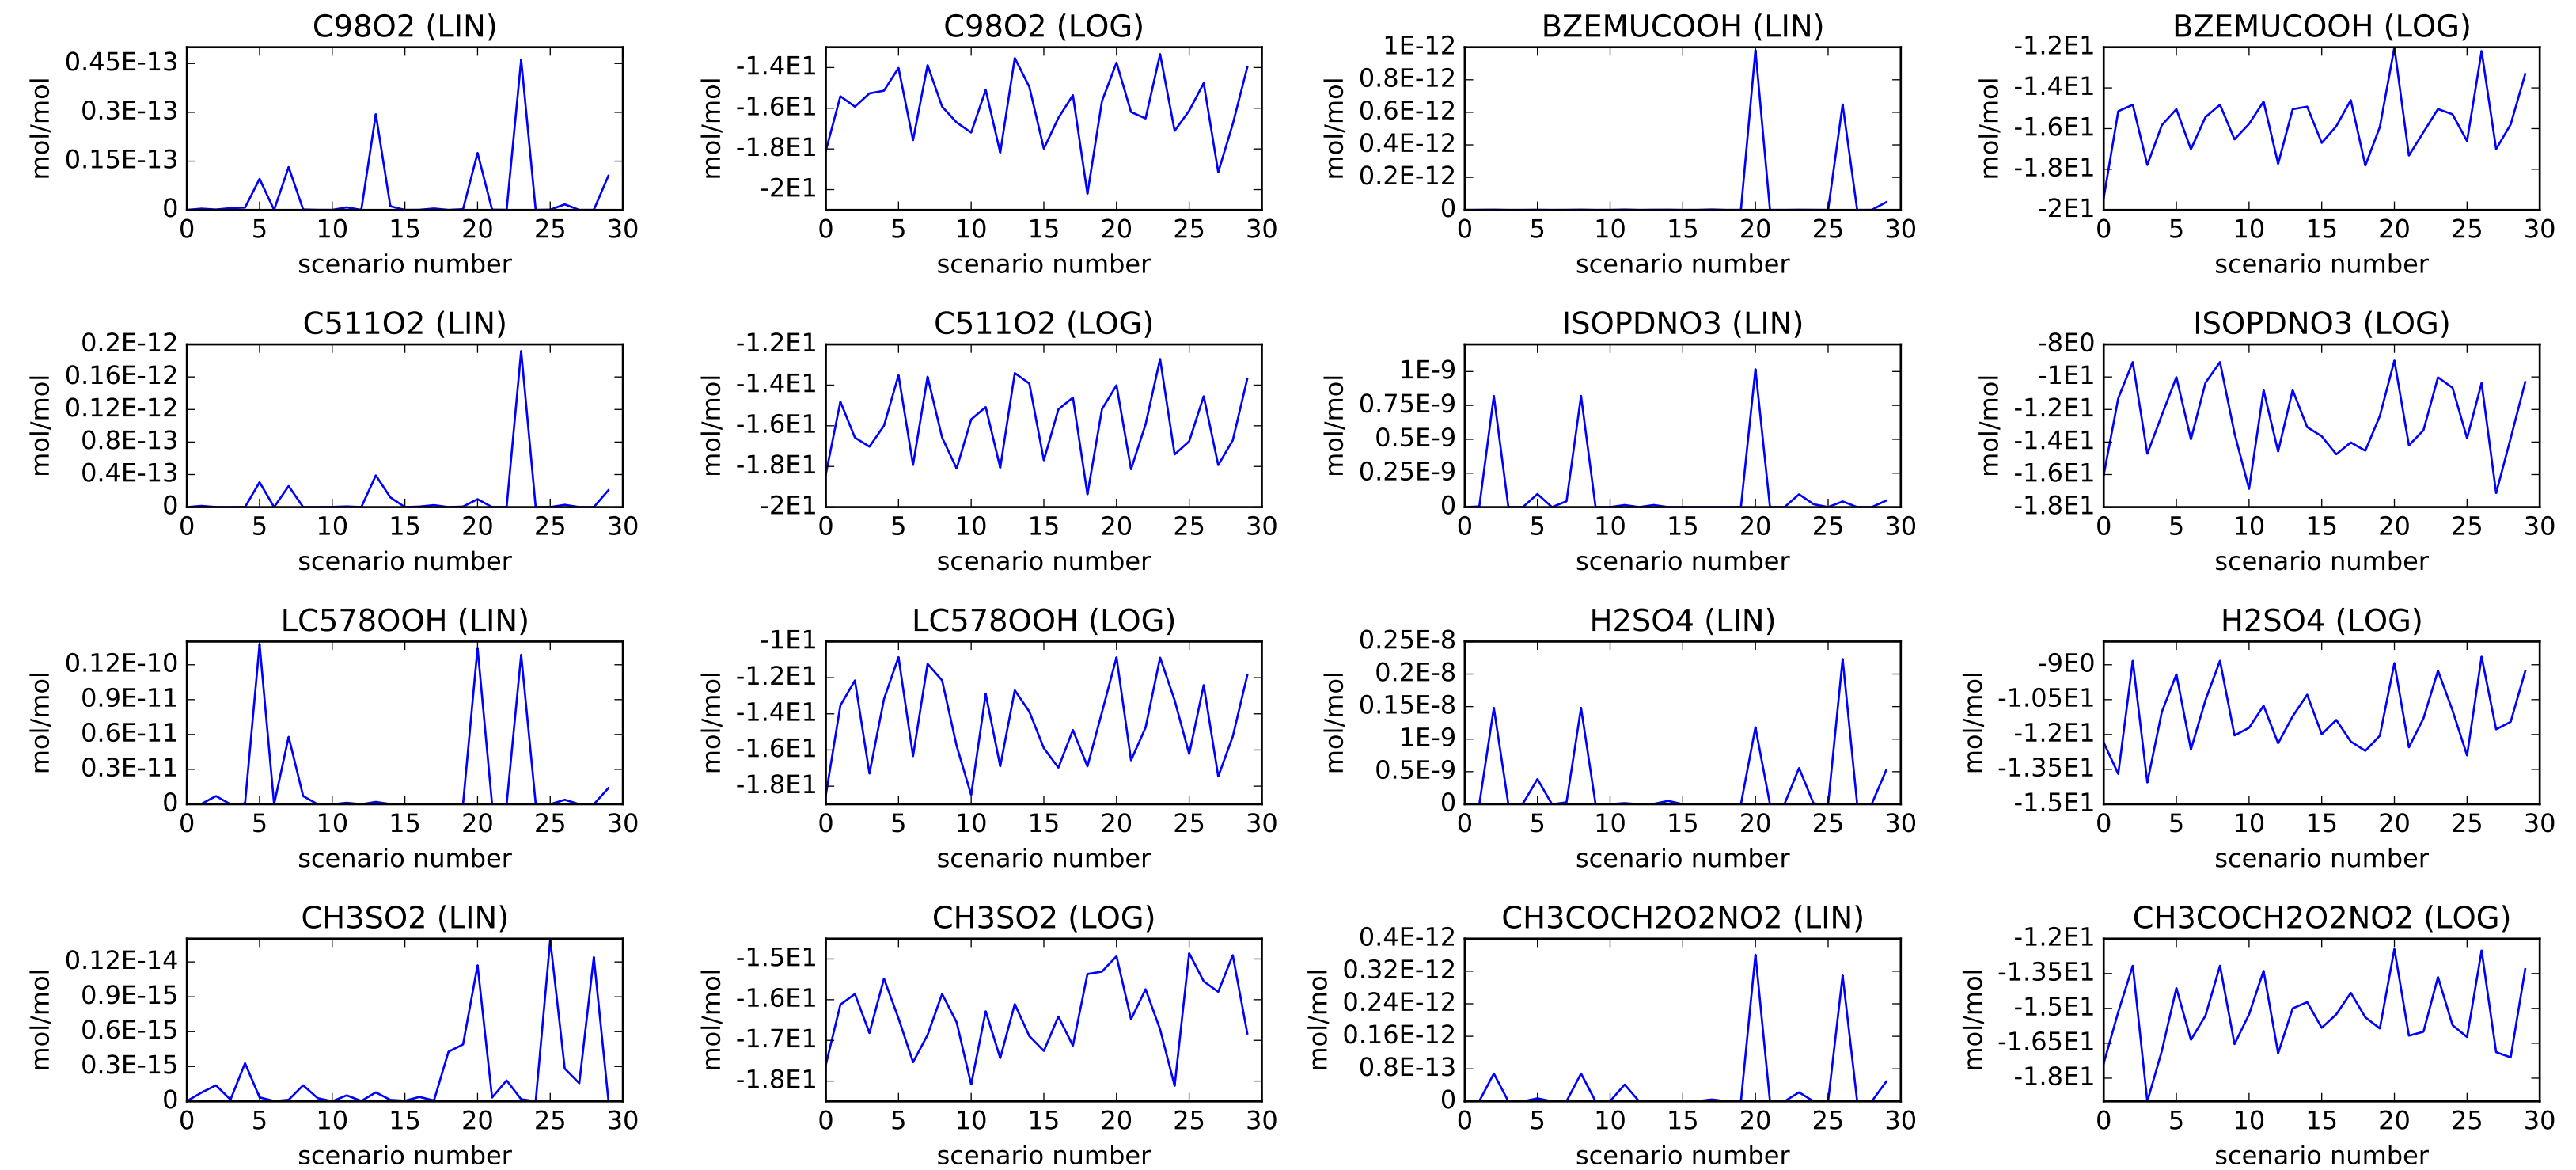 C98O2 (LIN)
mol/mol
0.45E-13
0.3E-13
0.15E-13
0
0 5 10 15 20 25 30
scenario number
C98O2 (LOG)
mol/mol
-1.4E1
-1.6E1
-1.8E1
-2E1
0 5 10 15 20 25 30
scenario number
BZEMUCOOH (LIN)
mol/mol
1E-12
0.8E-12
0.6E-12
0.4E-12
0.2E-12
0
0 5 10 15 20 25 30
scenario number
BZEMUCOOH (LOG)
mol/mol
-1.2E1
-1.4E1
-1.6E1
-1.8E1
-2E1
0 5 10 15 20 25 30
scenario number
C511O2 (LIN)
mol/mol
0.2E-12
0.16E-12
0.12E-12
0.8E-13
0.4E-13
0
0 5 10 15 20 25 30
scenario number
C511O2 (LOG)
mol/mol
-1.2E1
-1.4E1
-1.6E1
-1.8E1
-2E1
0 5 10 15 20 25 30
scenario number
ISOPDNO3 (LIN)
mol/mol
1E-9
0.75E-9
0.5E-9
0.25E-9
0
0 5 10 15 20 25 30
scenario number
ISOPDNO3 (LOG)
mol/mol
-8E0
-1E1
-1.2E1
-1.4E1
-1.6E1
-1.8E1
0 5 10 15 20 25 30
scenario number
LC578OOH (LIN)
mol/mol
0.12E-10
0.9E-11
0.6E-11
0.3E-11
0
0 5 10 15 20 25 30
scenario number
LC578OOH (LOG)
mol/mol
-1E1
-1.2E1
-1.4E1
-1.6E1
-1.8E1
0 5 10 15 20 25 30
scenario number
H2SO4 (LIN)
mol/mol
0.25E-8
0.2E-8
0.15E-8
1E-9
0.5E-9
0
0 5 10 15 20 25 30
scenario number
H2SO4 (LOG)
mol/mol
-9E0
-1.05E1
-1.2E1
-1.35E1
-1.5E1
0 5 10 15 20 25 30
scenario number
CH3SO2 (LIN)
mol/mol
0.12E-14
0.9E-15
0.6E-15
0.3E-15
0
0 5 10 15 20 25 30
scenario number
CH3SO2 (LOG)
mol/mol
-1.5E1
-1.6E1
-1.7E1
-1.8E1
0 5 10 15 20 25 30
scenario number
CH3COCH2O2NO2 (LIN)
mol/mol
0.4E-12
0.32E-12
0.24E-12
0.16E-12
0.8E-13
0
0 5 10 15 20 25 30
scenario number
CH3COCH2O2NO2 (LOG)
mol/mol
-1.2E1
-1.35E1
-1.5E1
-1.65E1
-1.8E1
0 5 10 15 20 25 30
scenario number